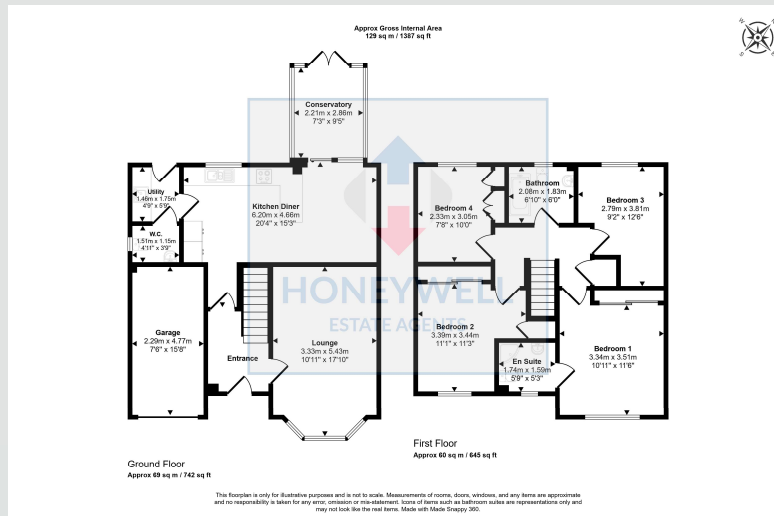 Approx Gross Internal Area
129 sq m / 1387 sq ft
N
W
S
E
Conservatory
2.21m x 2.86m
7'3" x 9'5"
Utility
1.46m x 1.75m
4'9" x 5'9"
W.C.
1.51m x 1.15m
4'11" x 3'9"
Kitchen Diner
6.20m x 4.66m
20'4" x 15'3"
Garage
2.29m x 4.77m
7'6" x 15'8"
Entrance
Lounge
3.33m x 5.43m
10'11" x 17'10"
Ground Floor
Approx 69 sq m / 742 sq ft
Bedroom 4
2.33m x 3.05m
7'8" x 10'0"
Bathroom
2.08m x 1.83m
6'10" x 6'0"
Bedroom 3
2.79m x 3.81m
9'2" x 12'6"
Bedroom 2
3.39m x 3.44m
11'1" x 11'3"
En Suite
1.74m x 1.59m
5'9" x 5'3"
Bedroom 1
3.34m x 3.51m
10'11" x 11'6"
First Floor
Approx 60 sq m / 645 sq ft
HONEYWELL
ESTATE AGENTS
This floorplan is only for illustrative purposes and is not to scale. Measurements of rooms, doors, windows, and any items are approximate
and no responsibility is taken for any error, omission or mis-statement. Icons of items such as bathroom suites are representations only and
may not look like the real items. Made with Made Snappy 360.